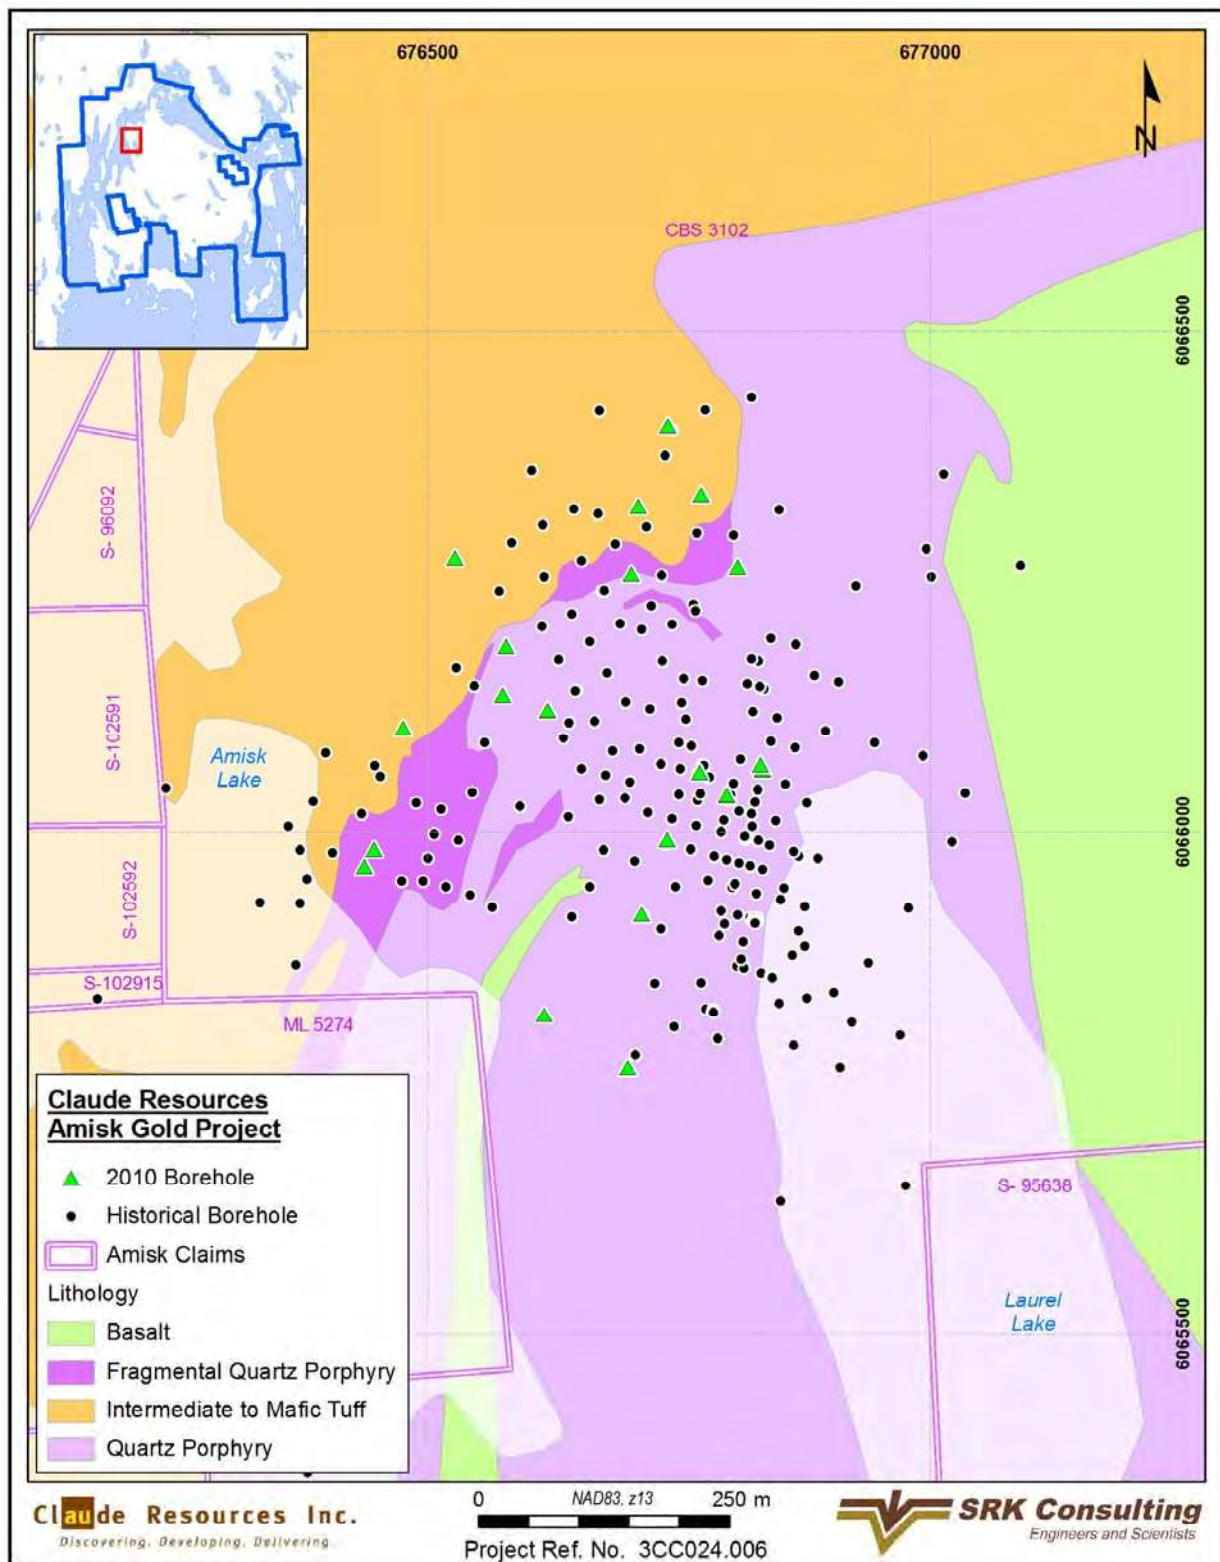 676500
677000
N
CBS 3102
6066500
S- 96092
S-102591
Amisk
Lake
6066000
S-102592
S-102915
ML 5274
Claude Resources
Amisk Gold Project
2010 Borehole
Historical Borehole
Amisk Claims
Lithology
Basalt
Fragmental Quartz Porphyry
Intermediate to Mafic Tuff
Quartz Porphyry
S- 95638
Laurel
Lake
6065500
Claude Resources Inc.
Discovering. Developing. Delivering.
0 NAD83, z13 250 m
Project Ref. No. 3CC024.006
SRK Consulting
Engineers and Scientists